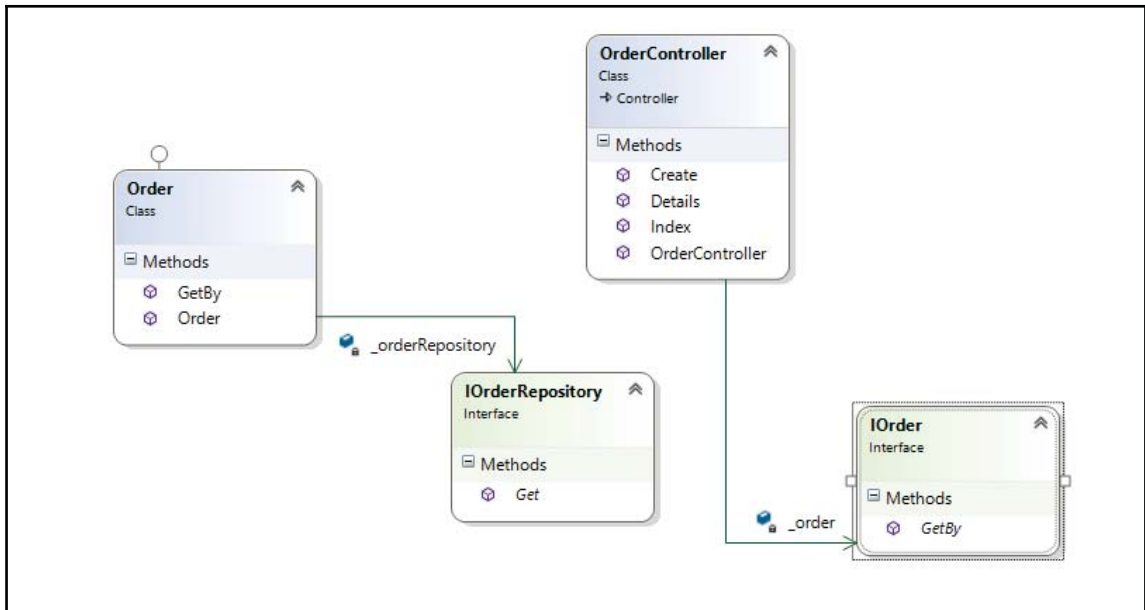 OrderController
Class
Controller
Methods
Create
Details
Index
OrderController
Order
Class
Methods
GetBy
Order
_orderRepository
IOrderRepository
Interface
Methods
Get
IOrder
Interface
Methods
GetBy
_order